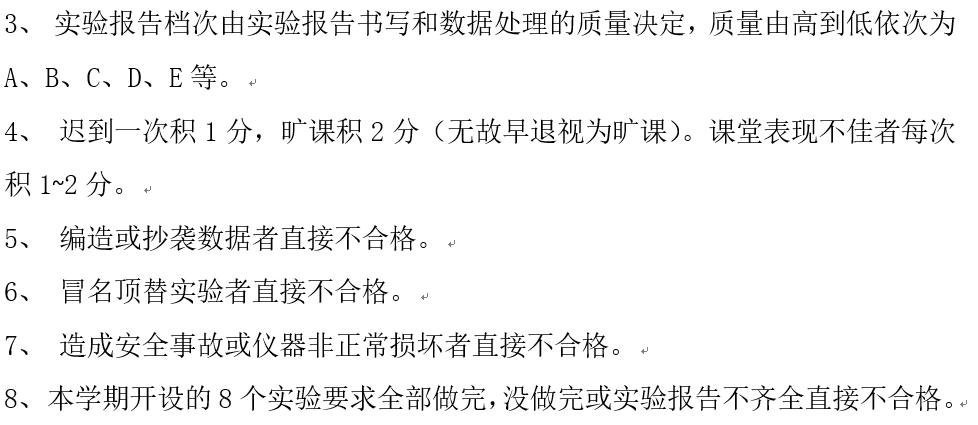 3、 实验报告档次由实验报告书写和数据处理的质量决定，质量由高到低依次为
A、B、C、D、E 等。
4、 迟到一次积 1 分，旷课积 2 分（无故早退视为旷课）。课堂表现不佳者每次
积 1~2 分。
5、 编造或抄袭数据者直接不合格。
6、 冒名顶替实验者直接不合格。
7、 造成安全事故或仪器非正常损坏者直接不合格。
8、本学期开设的 8 个实验要求全部做完，没做完或实验报告不齐全直接不合格。